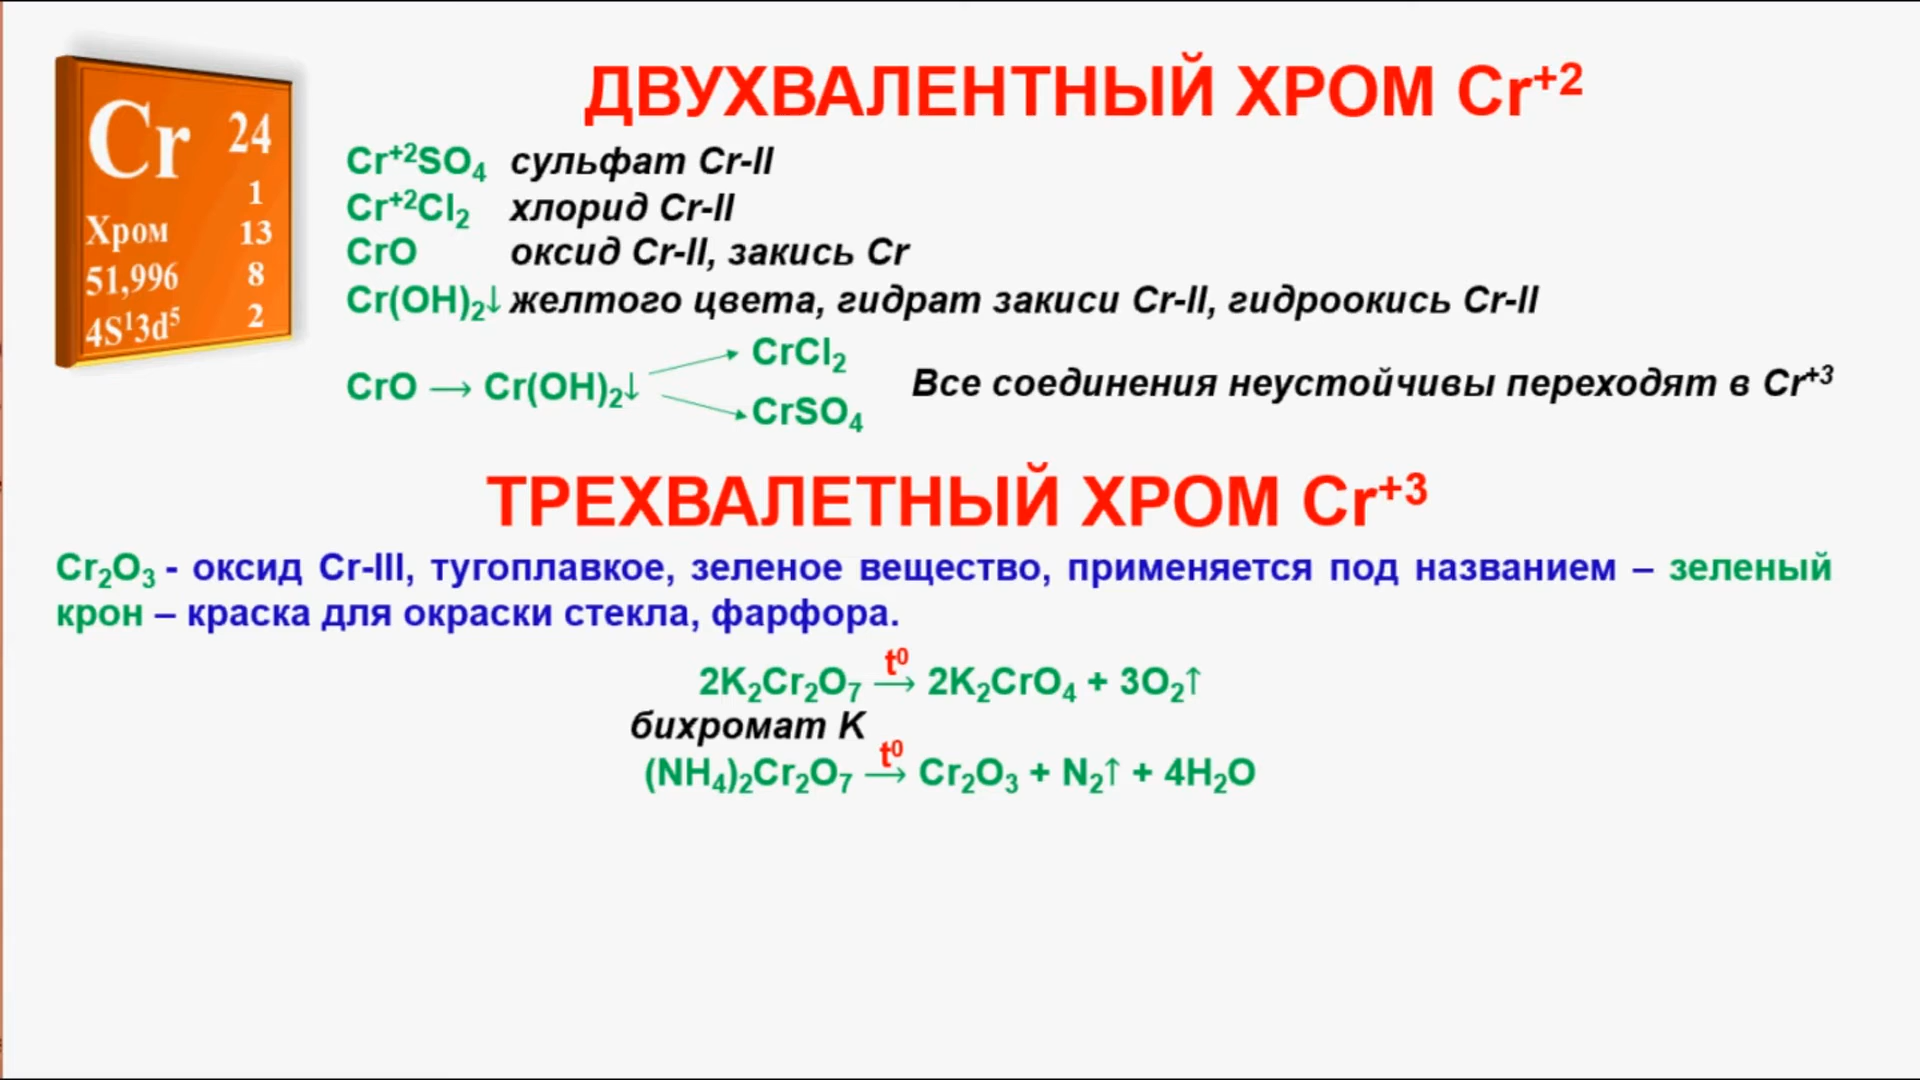 ДВУХВАЛЕНТНЫЙ ХРОМ Cr⁺²
Cr 24
1
Хром 13
51,996 8
4S¹3d⁵ 2
Cr⁺²SO₄ сульфат Cr-II
Cr⁺²Cl₂ хлорид Cr-II
CrO оксид Cr-II, закись Cr
Cr(OH)₂↓ желтого цвета, гидрат закиси Cr-II, гидроокись Cr-II
CrCl₂
CrO → Cr(OH)₂↓ Все соединения неустойчивы переходят в Cr⁺³
CrSO₄
ТРЕХВАЛЕТНЫЙ ХРОМ Cr⁺³
Cr₂O₃ - оксид Cr-III, тугоплавкое, зеленое вещество, применяется под названием – зеленый
крон – краска для окраски стекла, фарфора.
2K₂Cr₂O₇ t⁰→ 2K₂CrO₄ + 3O₂↑
бихромат K
(NH₄)₂Cr₂O₇ t⁰→ Cr₂O₃ + N₂↑ + 4H₂O